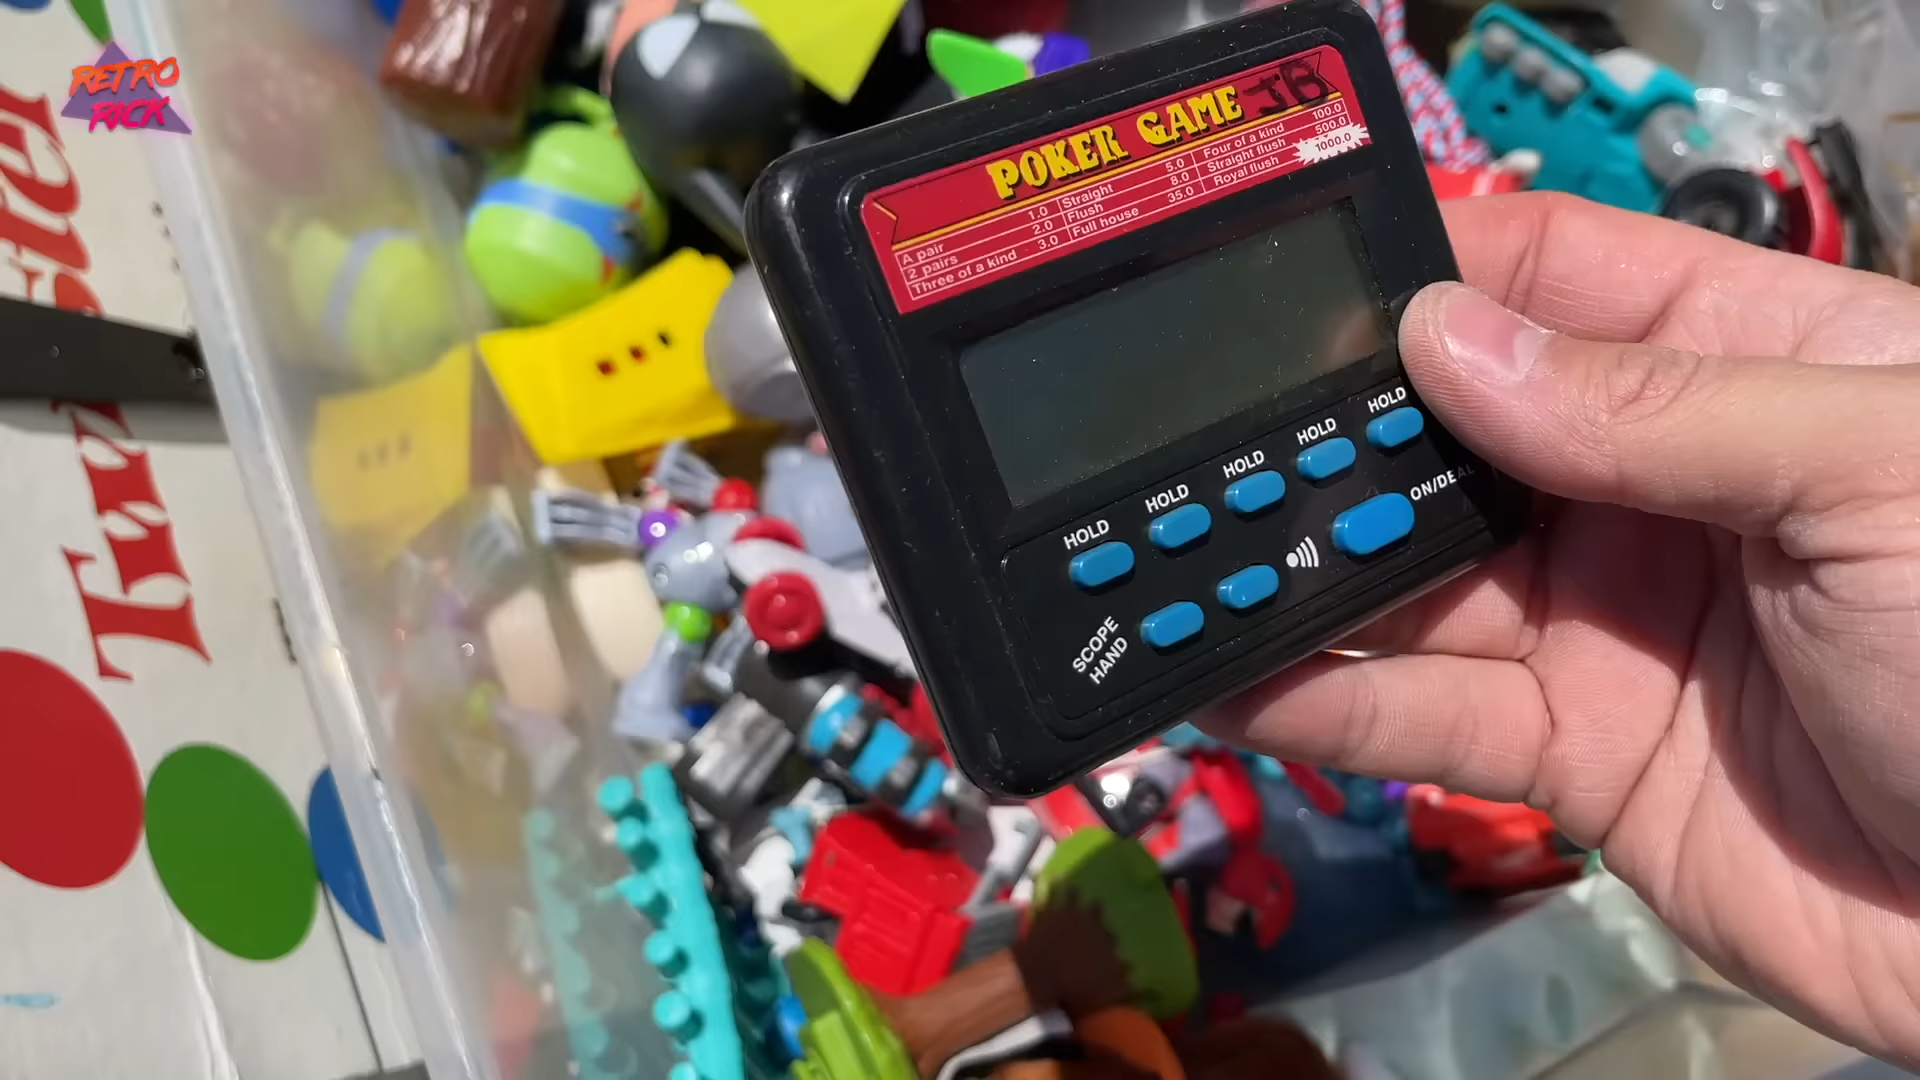 RETRO
RICK
POKER GAME JB
A pair 1.0 Straight 5.0 Four of a kind 100.0
2 pairs 2.0 Flush 8.0 Straight flush 500.0
Three of a kind 3.0 Full house 35.0 Royal flush 1000.0
HOLD HOLD HOLD HOLD HOLD
ON/DEAL
SCOPE
HAND